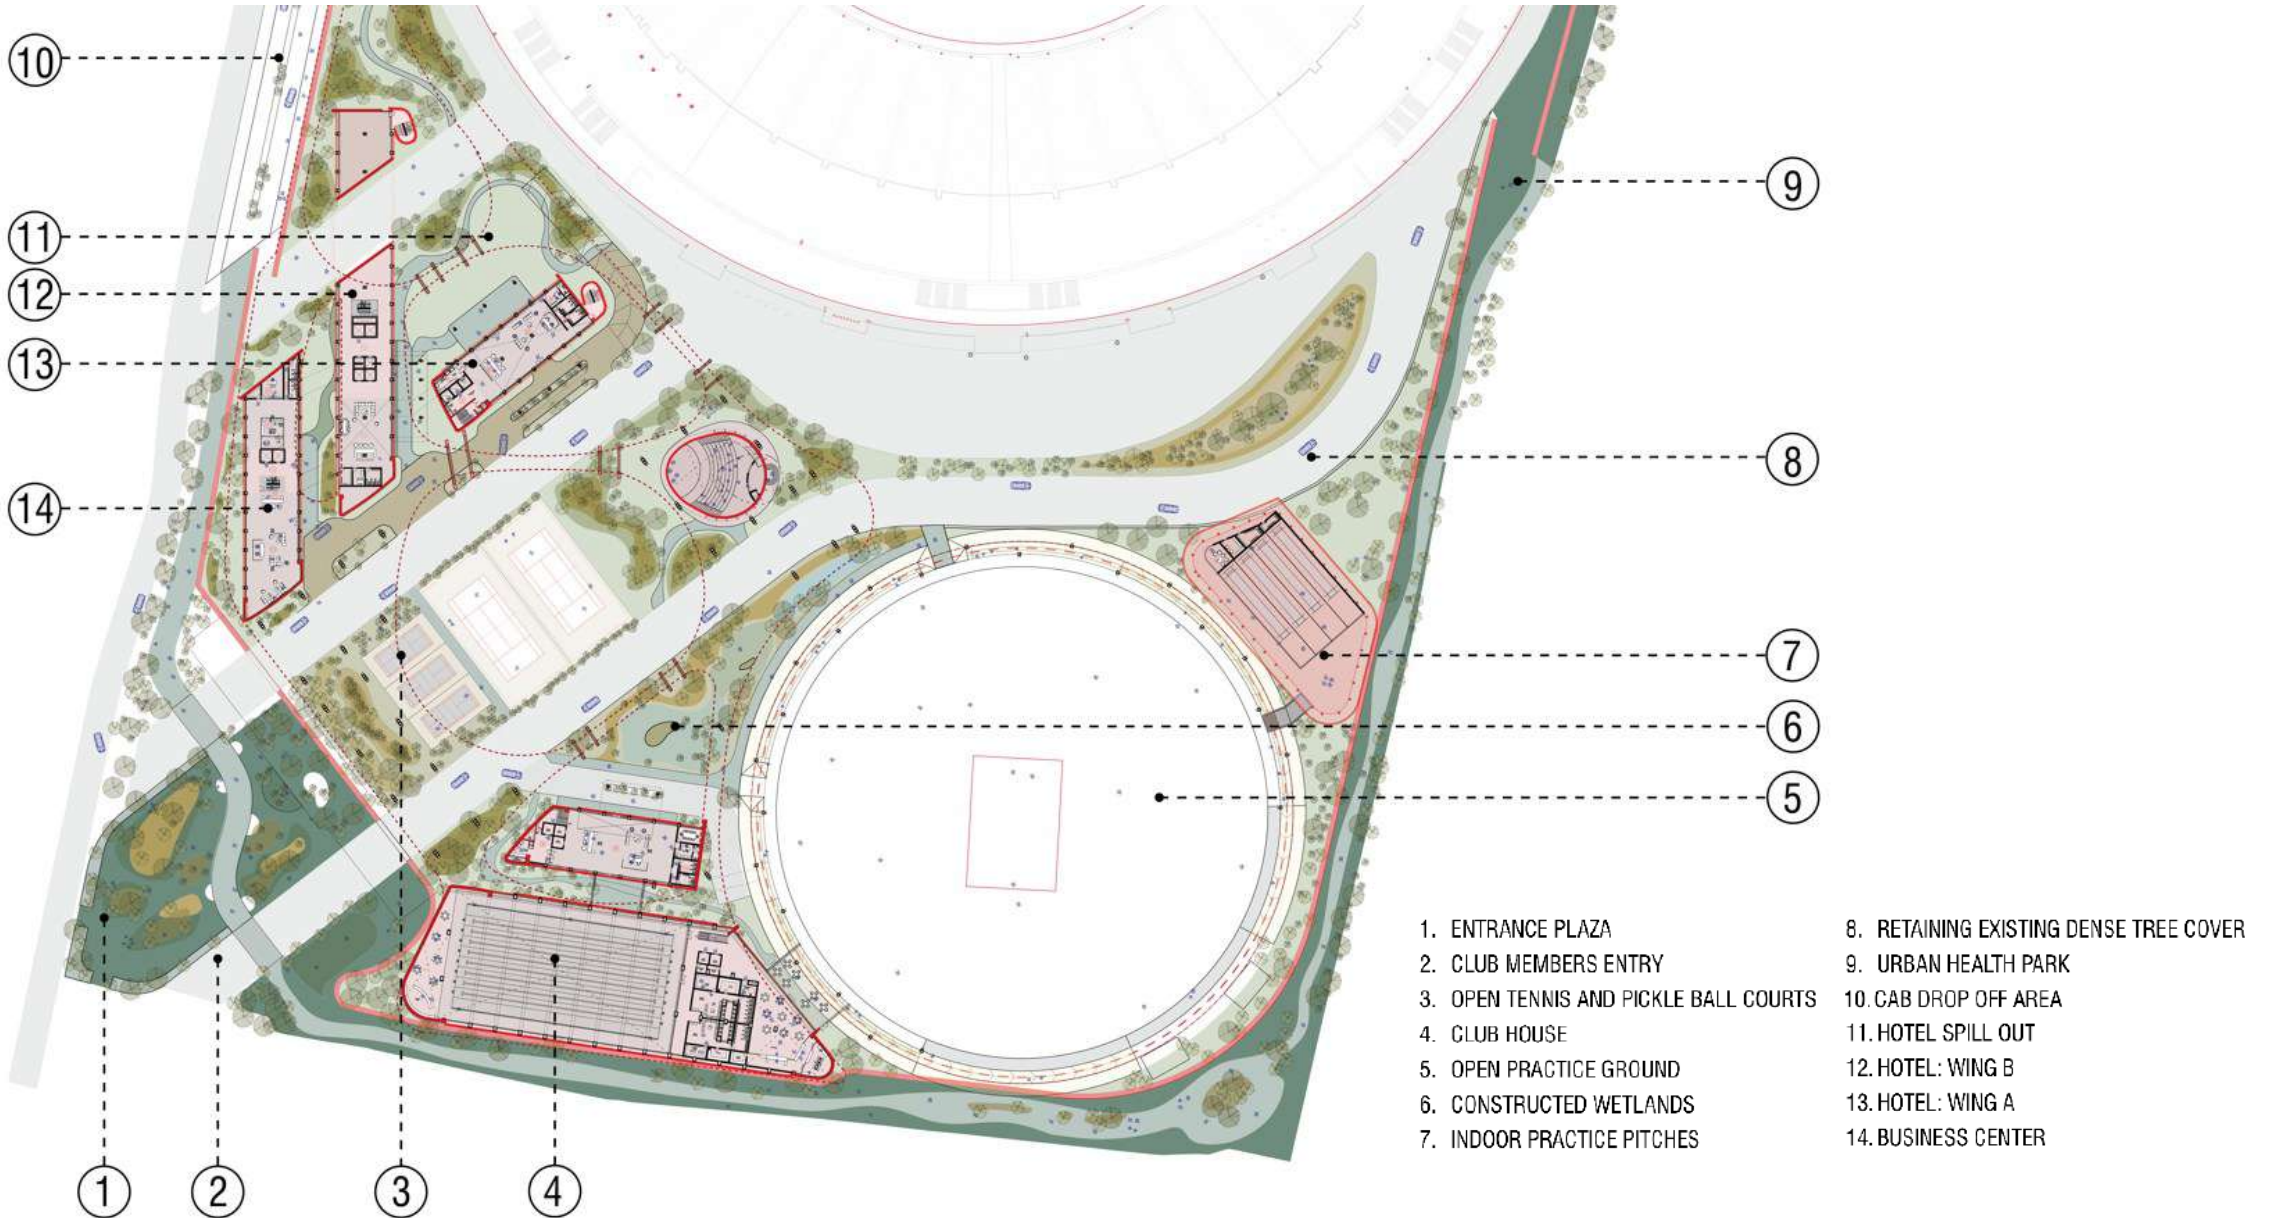 10
11
12
13
14
9
8
7
6
5
1
2
3
4
1. ENTRANCE PLAZA
2. CLUB MEMBERS ENTRY
3. OPEN TENNIS AND PICKLE BALL COURTS
4. CLUB HOUSE
5. OPEN PRACTICE GROUND
6. CONSTRUCTED WETLANDS
7. INDOOR PRACTICE PITCHES
8. RETAINING EXISTING DENSE TREE COVER
9. URBAN HEALTH PARK
10. CAB DROP OFF AREA
11. HOTEL SPILL OUT
12. HOTEL: WING B
13. HOTEL: WING A
14. BUSINESS CENTER